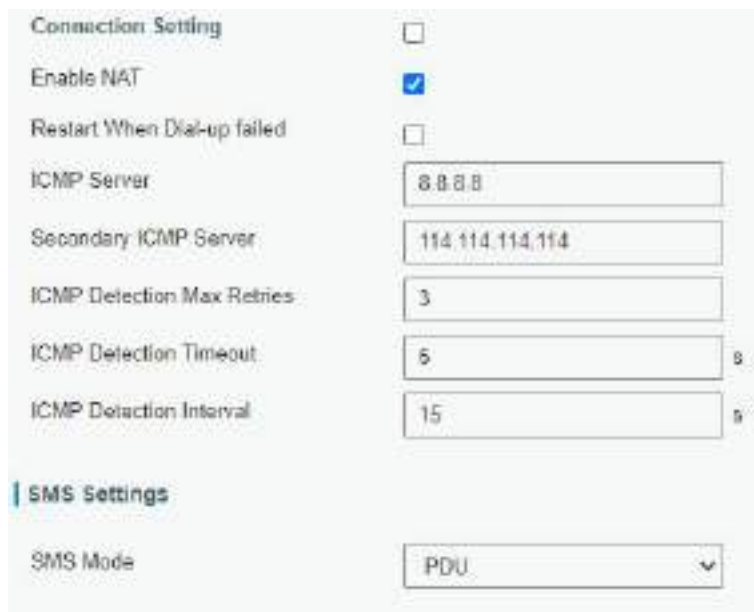 Connection Setting
Enable NAT
Restart When Dial-up failed
ICMP Server 8.8.8.8
Secondary ICMP Server 114.114.114.114
ICMP Detection Max Retries 3
ICMP Detection Timeout 5 s
ICMP Detection Interval 15 s
SMS Settings
SMS Mode PDU